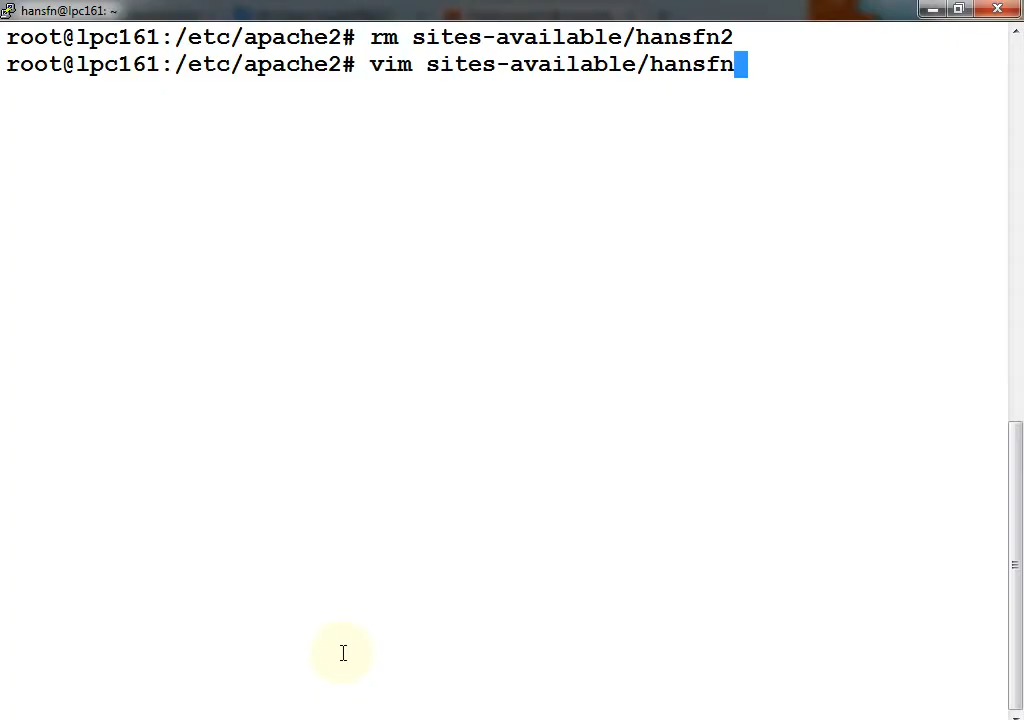 hansfn@lpc161: ~
root@lpc161:/etc/apache2# rm sites-available/hansfn2
root@lpc161:/etc/apache2# vim sites-available/hansfn